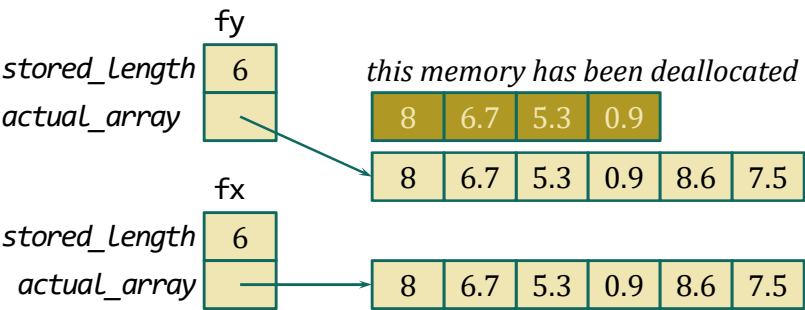 fy
stored_length 6 this memory has been deallocated
actual_array 8 6.7 5.3 0.9
8 6.7 5.3 0.9 8.6 7.5
fx
stored_length 6
actual_array 8 6.7 5.3 0.9 8.6 7.5